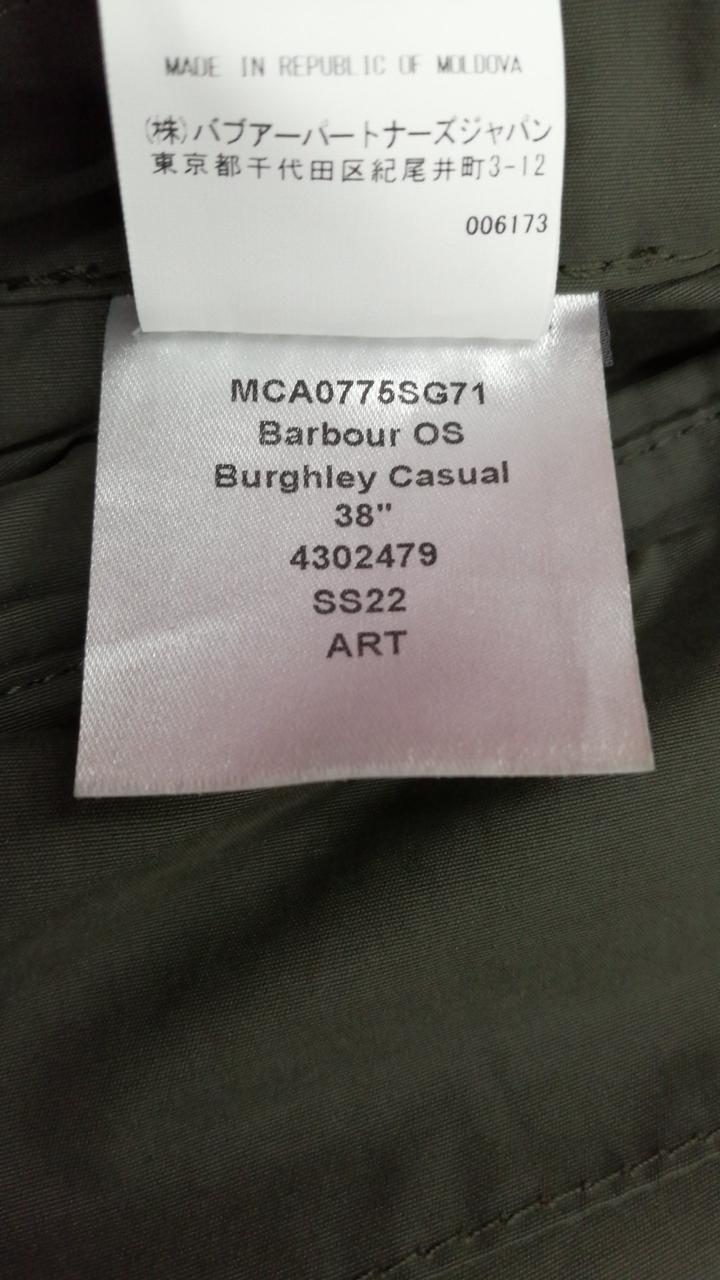 MADE IN REPUBLIC OF MOLDOVA
(株)バブアーパートナーズジャパン
東京都千代田区紀尾井町3-12
006173
MCA0775SG71
Barbour OS
Burghley Casual
38"
4302479
SS22
ART